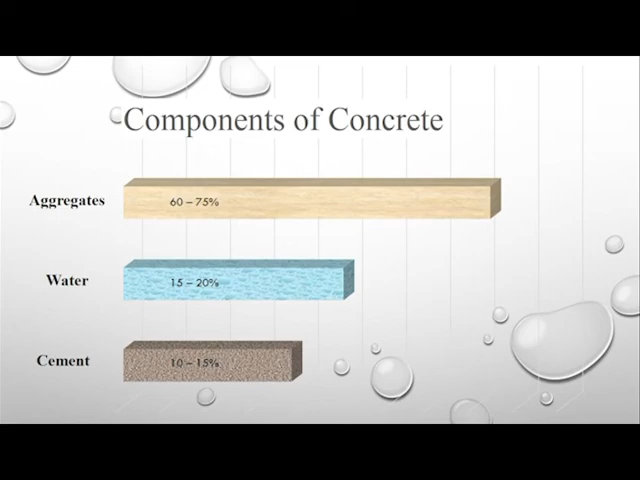 Components of Concrete
Aggregates
60 – 75%
Water
15 – 20%
Cement
10 – 15%